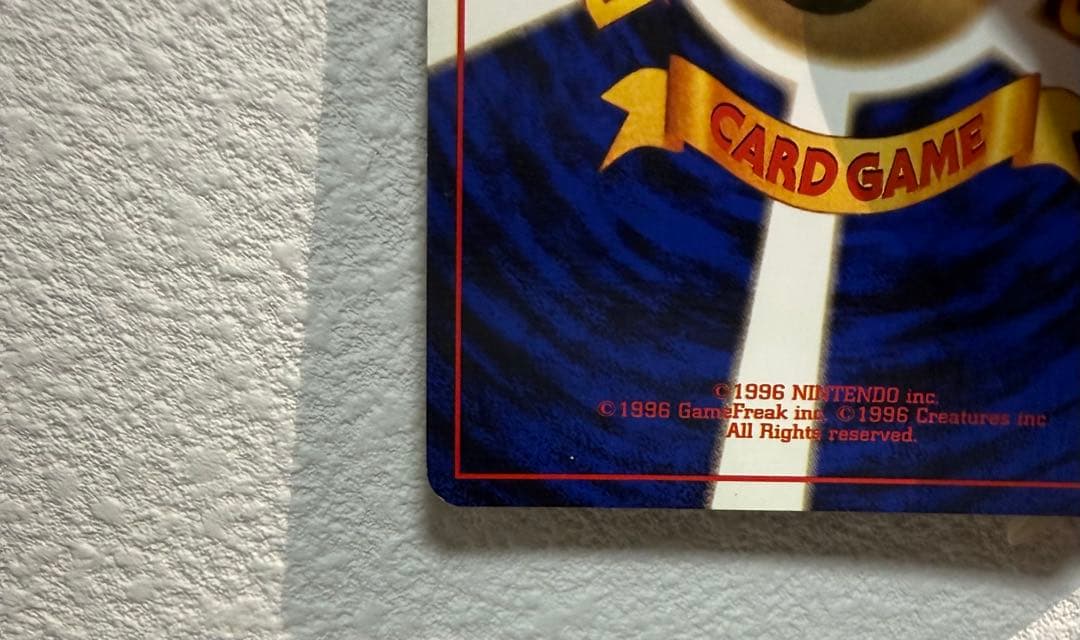 CARD GAME
©1996 NINTENDO inc.
©1996 GameFreak inc. ©1996 Creatures inc
All Rights reserved.